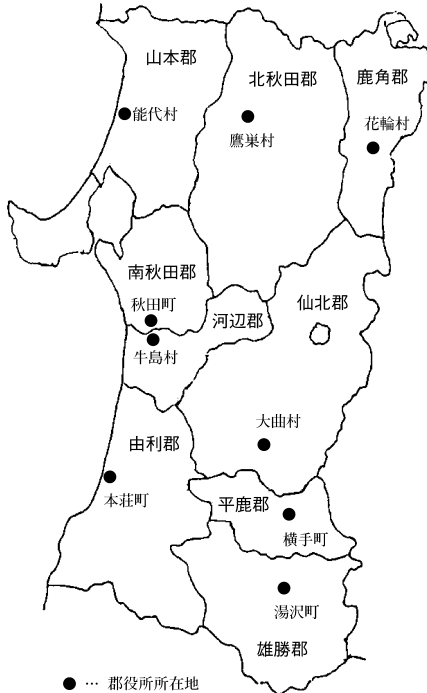 山本郡
北秋田郡
鹿角郡
能代村
鷹巣村
花輪村
南秋田郡
秋田町
河辺郡
仙北郡
牛島村
大曲村
由利郡
本荘町
平鹿郡
横手町
湯沢町
雄勝郡
● … 郡役所所在地